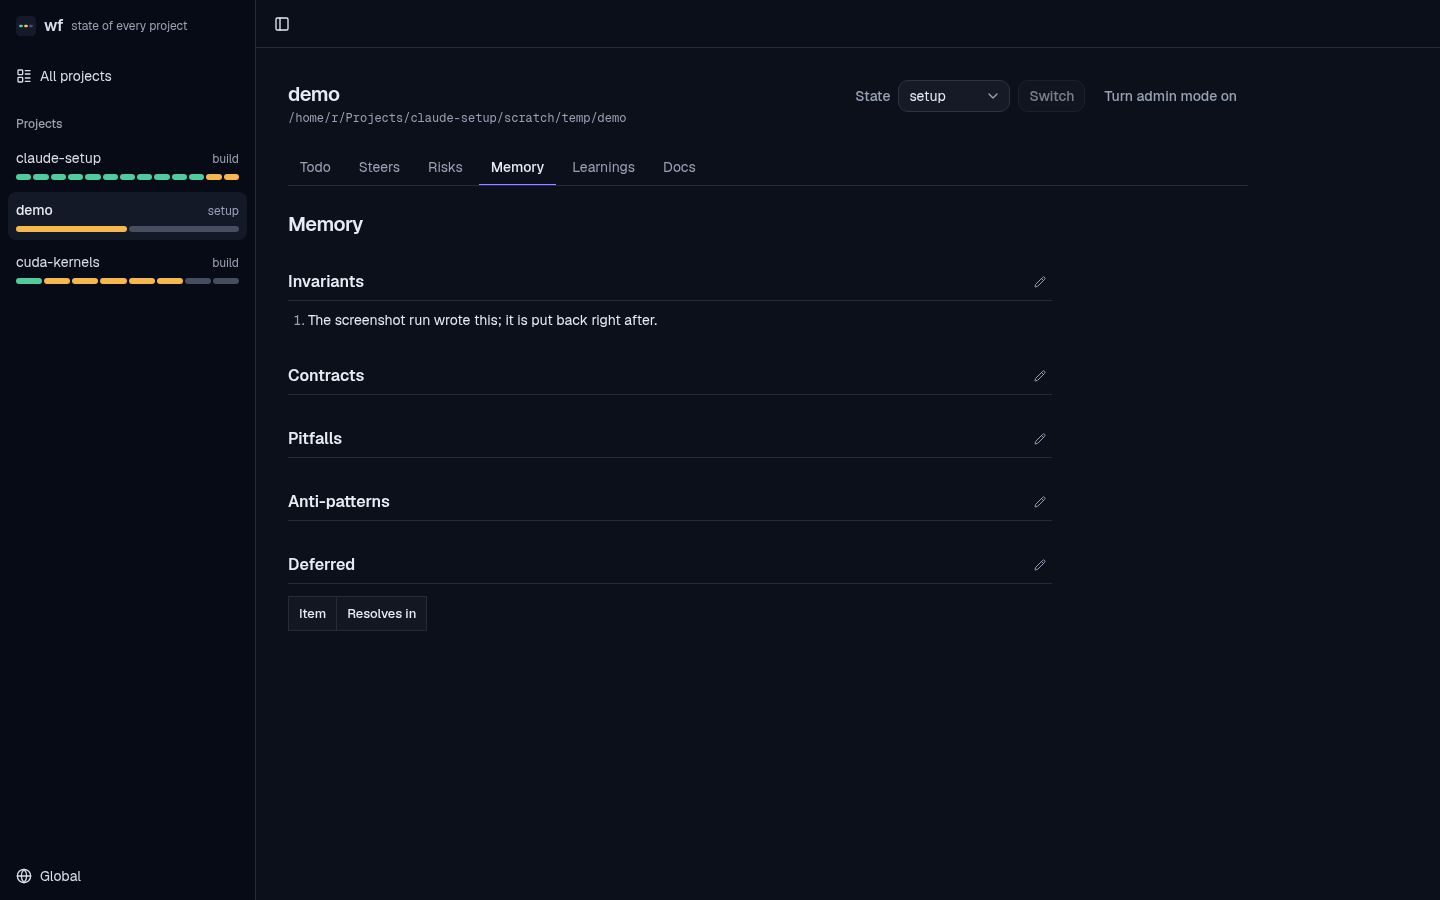 wf state of every project
All projects
Projects
claude-setup build
demo setup
cuda-kernels build
Global
demo
/home/r/Projects/claude-setup/scratch/temp/demo
State setup Switch Turn admin mode on
Todo Steers Risks Memory Learnings Docs
Memory
Invariants
1. The screenshot run wrote this; it is put back right after.
Contracts
Pitfalls
Anti-patterns
Deferred
Item Resolves in